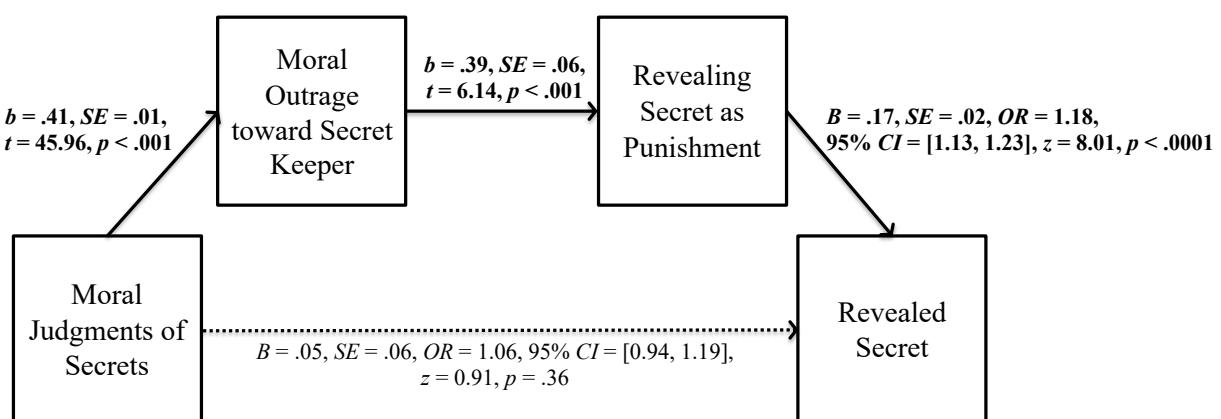 Moral
Outrage
toward Secret
Keeper
b = .39, SE = .06,
t = 6.14, p < .001
Revealing
Secret as
Punishment
b = .41, SE = .01,
t = 45.96, p < .001
B = .17, SE = .02, OR = 1.18,
95% CI = [1.13, 1.23], z = 8.01, p < .0001
Moral
Judgments of
Secrets
B = .05, SE = .06, OR = 1.06, 95% CI = [0.94, 1.19],
z = 0.91, p = .36
Revealed
Secret